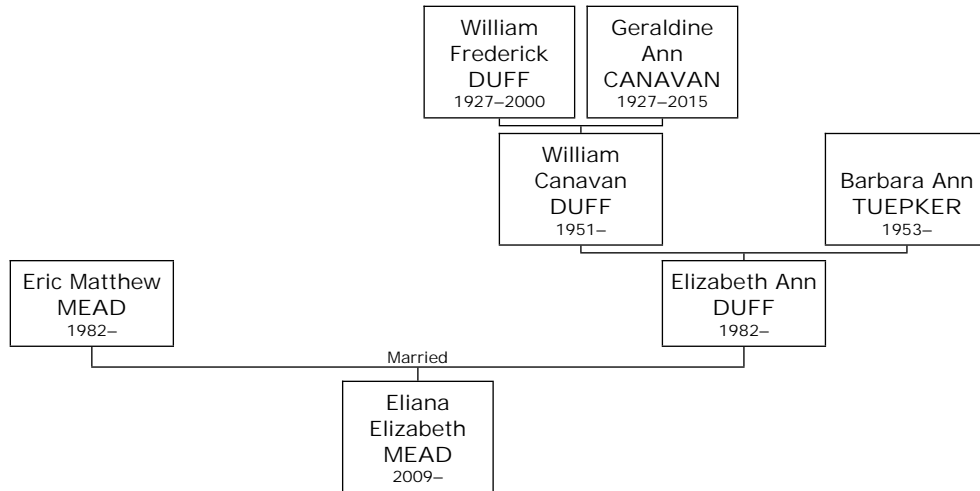 William
Frederick
DUFF
1927–2000
Geraldine
Ann
CANAVAN
1927–2015
William
Canavan
DUFF
1951–
Barbara Ann
TUEPKER
1953–
Eric Matthew
MEAD
1982–
Elizabeth Ann
DUFF
1982–
Married
Eliana
Elizabeth
MEAD
2009–